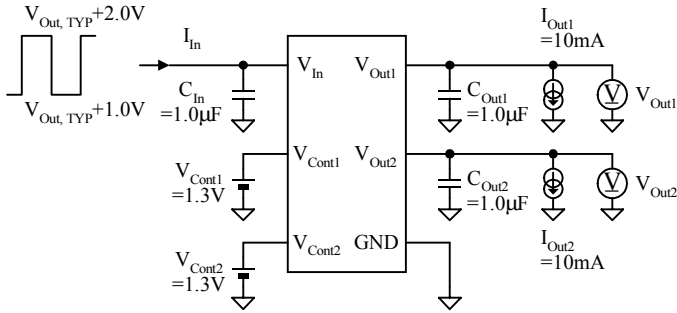 V_Out, TYP+2.0V
V_Out, TYP+1.0V
I_In
C_In
=1.0µF
V_Cont1
=1.3V
V_Cont2
=1.3V
V_In
V_Cont1
V_Cont2
V_Out1
V_Out2
GND
C_Out1
=1.0µF
C_Out2
=1.0µF
I_Out1
=10mA
V
V_Out1
V
V_Out2
I_Out2
=10mA